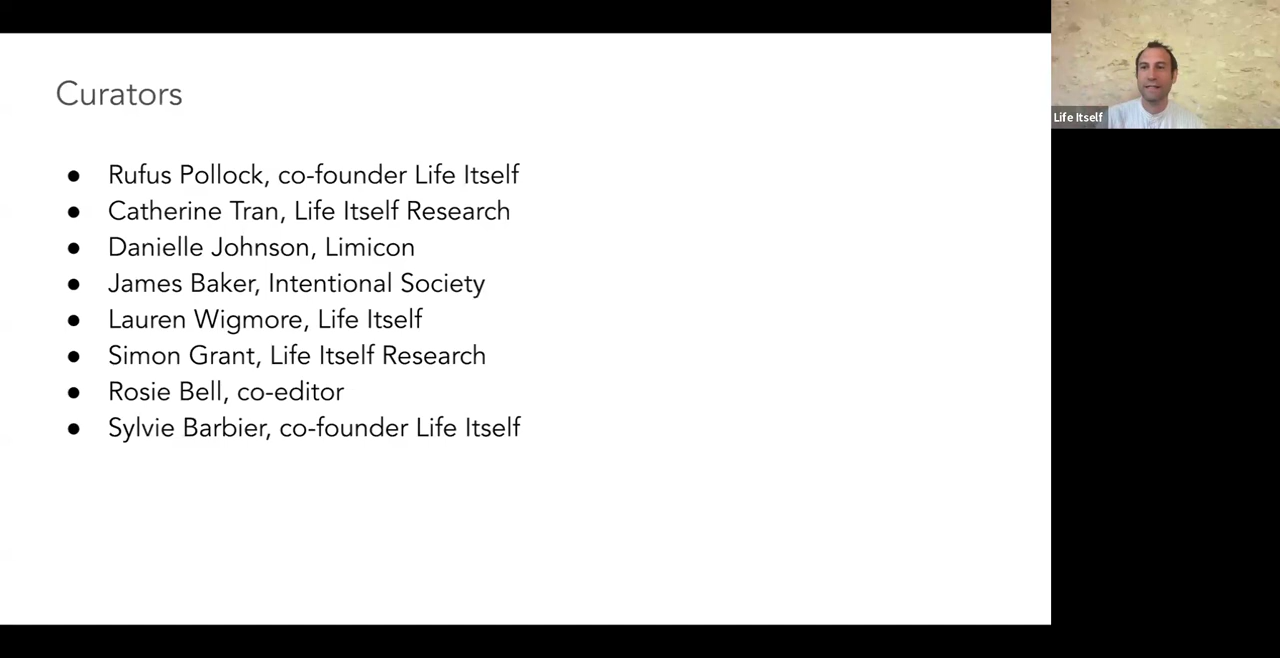 Curators
● Rufus Pollock, co-founder Life Itself
● Catherine Tran, Life Itself Research
● Danielle Johnson, Limicon
● James Baker, Intentional Society
● Lauren Wigmore, Life Itself
● Simon Grant, Life Itself Research
● Rosie Bell, co-editor
● Sylvie Barbier, co-founder Life Itself
Life Itself